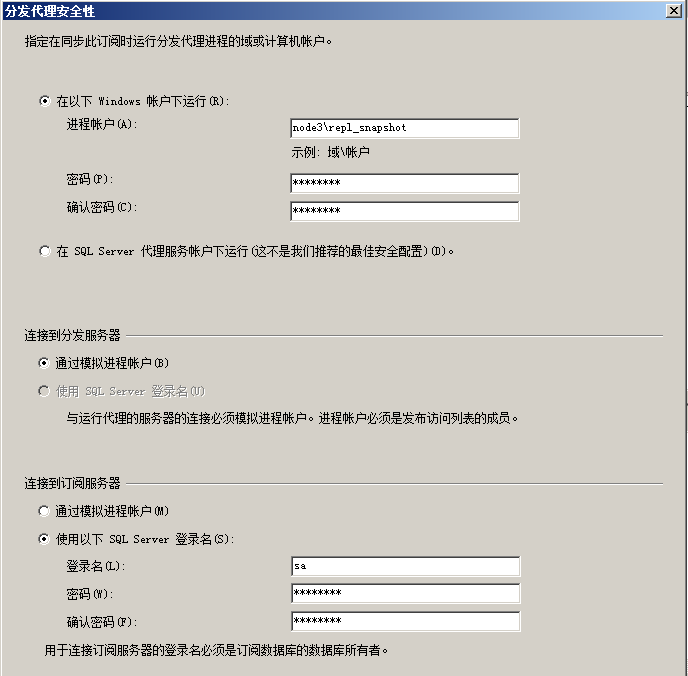 分发代理安全性
指定在同步此订阅时运行分发代理进程的域或计算机帐户。
在以下 Windows 帐户下运行(R):
进程帐户(A):
node3\repl_snapshot
示例: 域\帐户
密码(P):
********
确认密码(C):
********
在 SQL Server 代理服务帐户下运行(这不是我们推荐的最佳安全配置)(D)。
连接到分发服务器
通过模拟进程帐户(B)
使用 SQL Server 登录名(U)
与运行代理的服务器的连接必须模拟进程帐户。进程帐户必须是发布访问列表的成员。
连接到订阅服务器
通过模拟进程帐户(M)
使用以下 SQL Server 登录名(S):
登录名(L):
sa
密码(W):
********
确认密码(F):
********
用于连接订阅服务器的登录名必须是订阅数据库的数据库所有者。